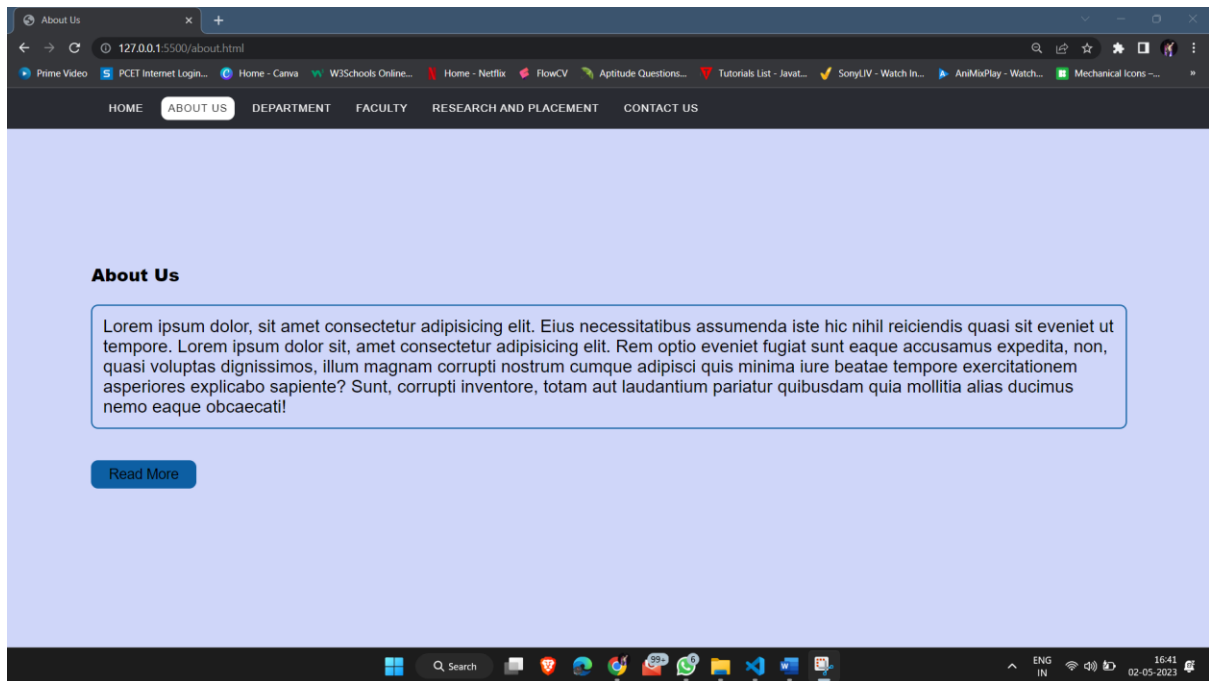 About Us
127.0.0.1:5500/about.html
Prime Video PCET Internet Login... Home - Canva W3Schools Online... Home - Netflix FlowCV Aptitude Questions... Tutorials List - Javat... SonyLIV - Watch In... AniMixPlay - Watch... Mechanical Icons –... »
HOME ABOUT US DEPARTMENT FACULTY RESEARCH AND PLACEMENT CONTACT US
About Us
Lorem ipsum dolor, sit amet consectetur adipisicing elit. Eius necessitatibus assumenda iste hic nihil reiciendis quasi sit eveniet ut
tempore. Lorem ipsum dolor sit, amet consectetur adipisicing elit. Rem optio eveniet fugiat sunt eaque accusamus expedita, non,
quasi voluptas dignissimos, illum magnam corrupti nostrum cumque adipisci quis minima iure beatae tempore exercitationem
asperiores explicabo sapiente? Sunt, corrupti inventore, totam aut laudantium pariatur quibusdam quia mollitia alias ducimus
nemo eaque obcaecati!
Read More
Search 99+ 6 ENG 16:41
IN 02-05-2023